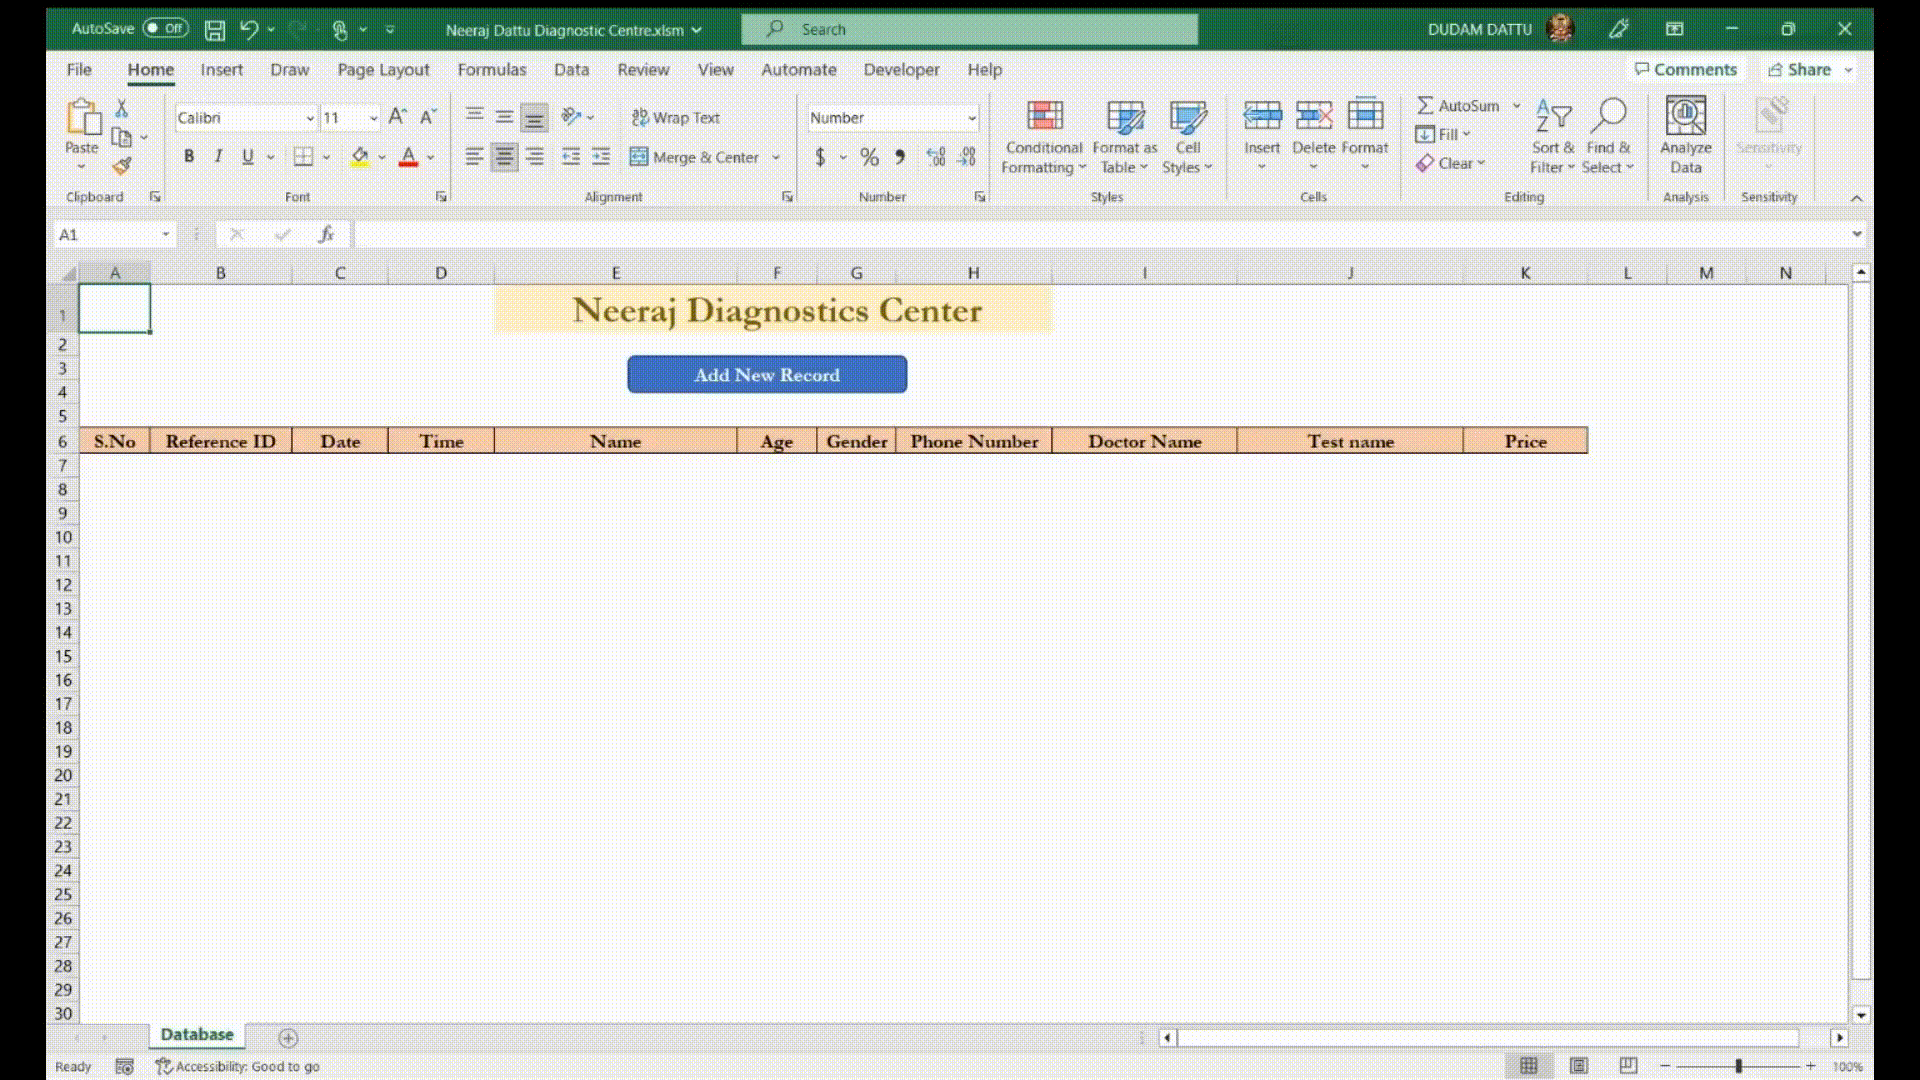 AutoSave Off Neeraj Dattu Diagnostic Centre.xlsm Search DUDAM DATTU
File Home Insert Draw Page Layout Formulas Data Review View Automate Developer Help Comments Share
Paste Calibri 11 B I U Wrap Text Merge & Center Number $ % Conditional Formatting Format as Table Cell Styles Insert Delete Format AutoSum Fill Clear Sort & Filter Find & Select Analyze Data Sensitivity
Clipboard Font Alignment Number Styles Cells Editing Analysis Sensitivity
A1 fx
A B C D E F G H I J K L M N
1 Neeraj Diagnostics Center
2
3 Add New Record
4
5
6 S.No Reference ID Date Time Name Age Gender Phone Number Doctor Name Test name Price
7
8
9
10
11
12
13
14
15
16
17
18
19
20
21
22
23
24
25
26
27
28
29
30
Database
Ready Accessibility: Good to go 100%